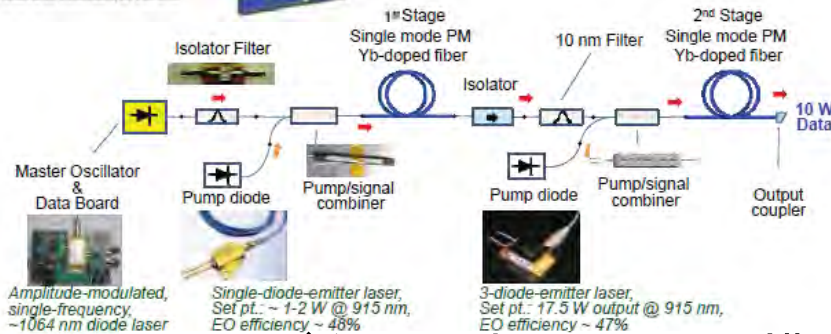 1st Stage
Single mode PM
Yb-doped fiber
2nd Stage
Single mode PM
Yb-doped fiber
Isolator Filter
10 nm Filter
Isolator
10 W
Data
Master Oscillator
&
Data Board
Pump diode
Pump/signal
combiner
Pump diode
Pump/signal
combiner
Output
coupler
Amplitude-modulated,
single-frequency,
~1064 nm diode laser
Single-diode-emitter laser,
Set pt.: ~ 1-2 W @ 915 nm,
EO efficiency ~ 48%
3-diode-emitter laser,
Set pt.: 17.5 W output @ 915 nm,
EO efficiency ~ 47%